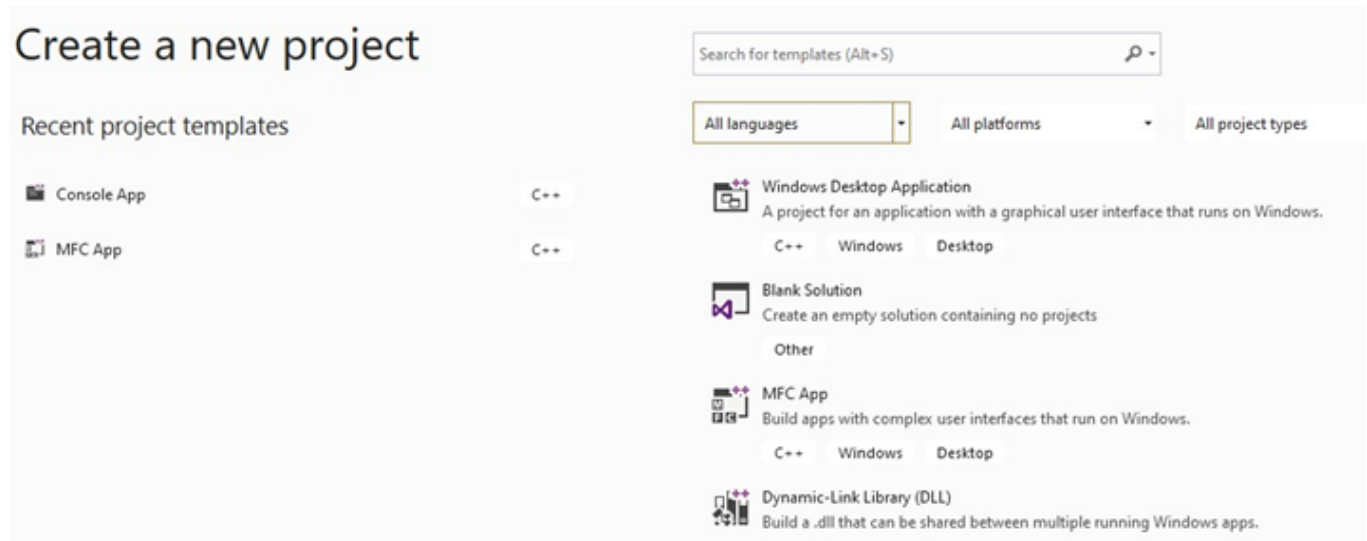 Create a new project
Search for templates (Alt+S)
Recent project templates
All languages
All platforms
All project types
Console App
C++
MFC App
C++
Windows Desktop Application
A project for an application with a graphical user interface that runs on Windows.
C++ Windows Desktop
Blank Solution
Create an empty solution containing no projects
Other
MFC App
Build apps with complex user interfaces that run on Windows.
C++ Windows Desktop
Dynamic-Link Library (DLL)
Build a .dll that can be shared between multiple running Windows apps.